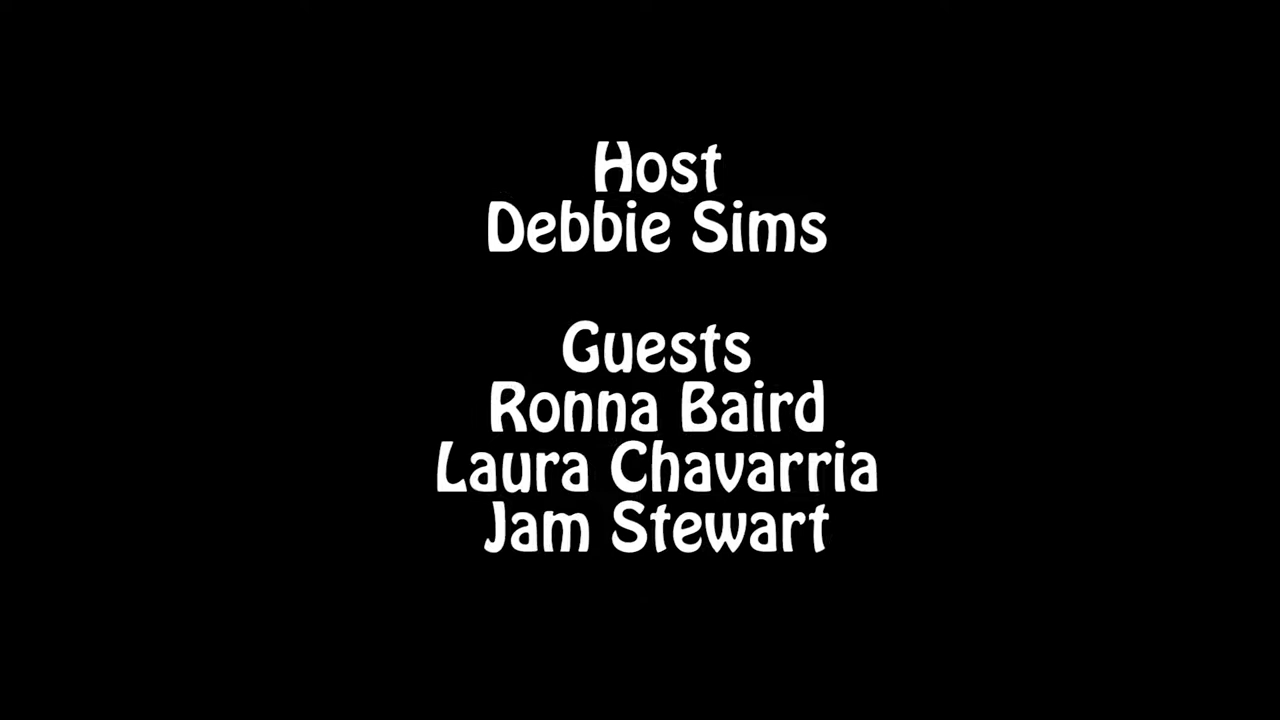 Host
Debbie Sims
Guests
Ronna Baird
Laura Chavarria
Jam Stewart